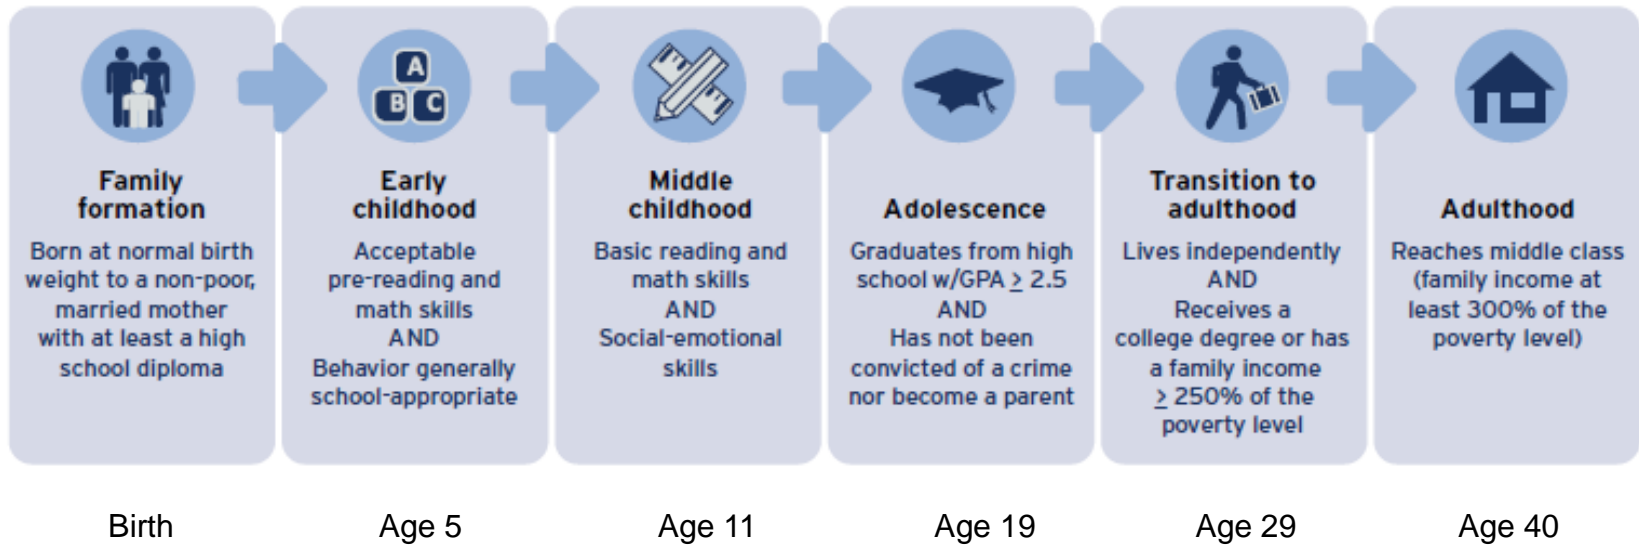 A
B C
Family
formation
Born at normal birth
weight to a non-poor,
married mother
with at least a high
school diploma
Early
childhood
Acceptable
pre-reading and
math skills
AND
Behavior generally
school-appropriate
Middle
childhood
Basic reading and
math skills
AND
Social-emotional
skills
Adolescence
Graduates from high
school w/GPA ≥ 2.5
AND
Has not been
convicted of a crime
nor become a parent
Transition to
adulthood
Lives independently
AND
Receives a
college degree or has
a family income
≥ 250% of the
poverty level
Adulthood
Reaches middle class
(family income at
least 300% of the
poverty level)
Birth
Age 5
Age 11
Age 19
Age 29
Age 40